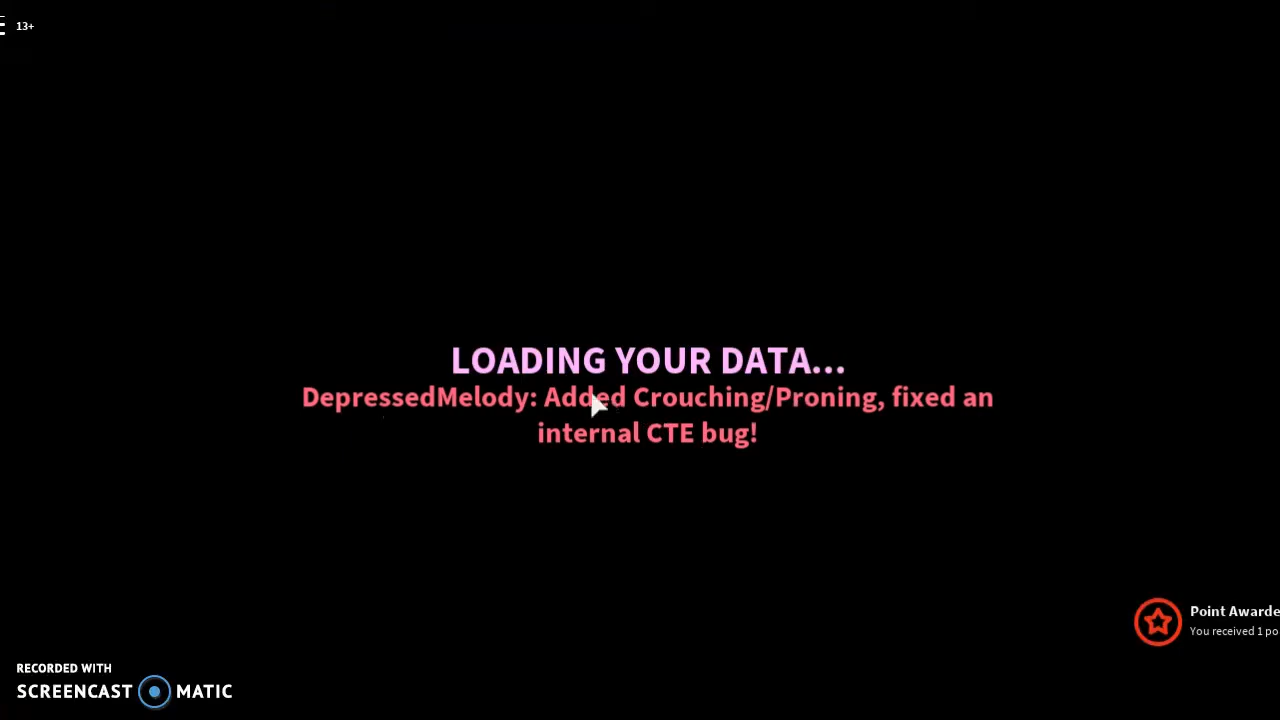 13+
LOADING YOUR DATA...
DepressedMelody: Added Crouching/Proning, fixed an
internal CTE bug!
Point Awarde
You received 1 po
RECORDED WITH
SCREENCAST MATIC